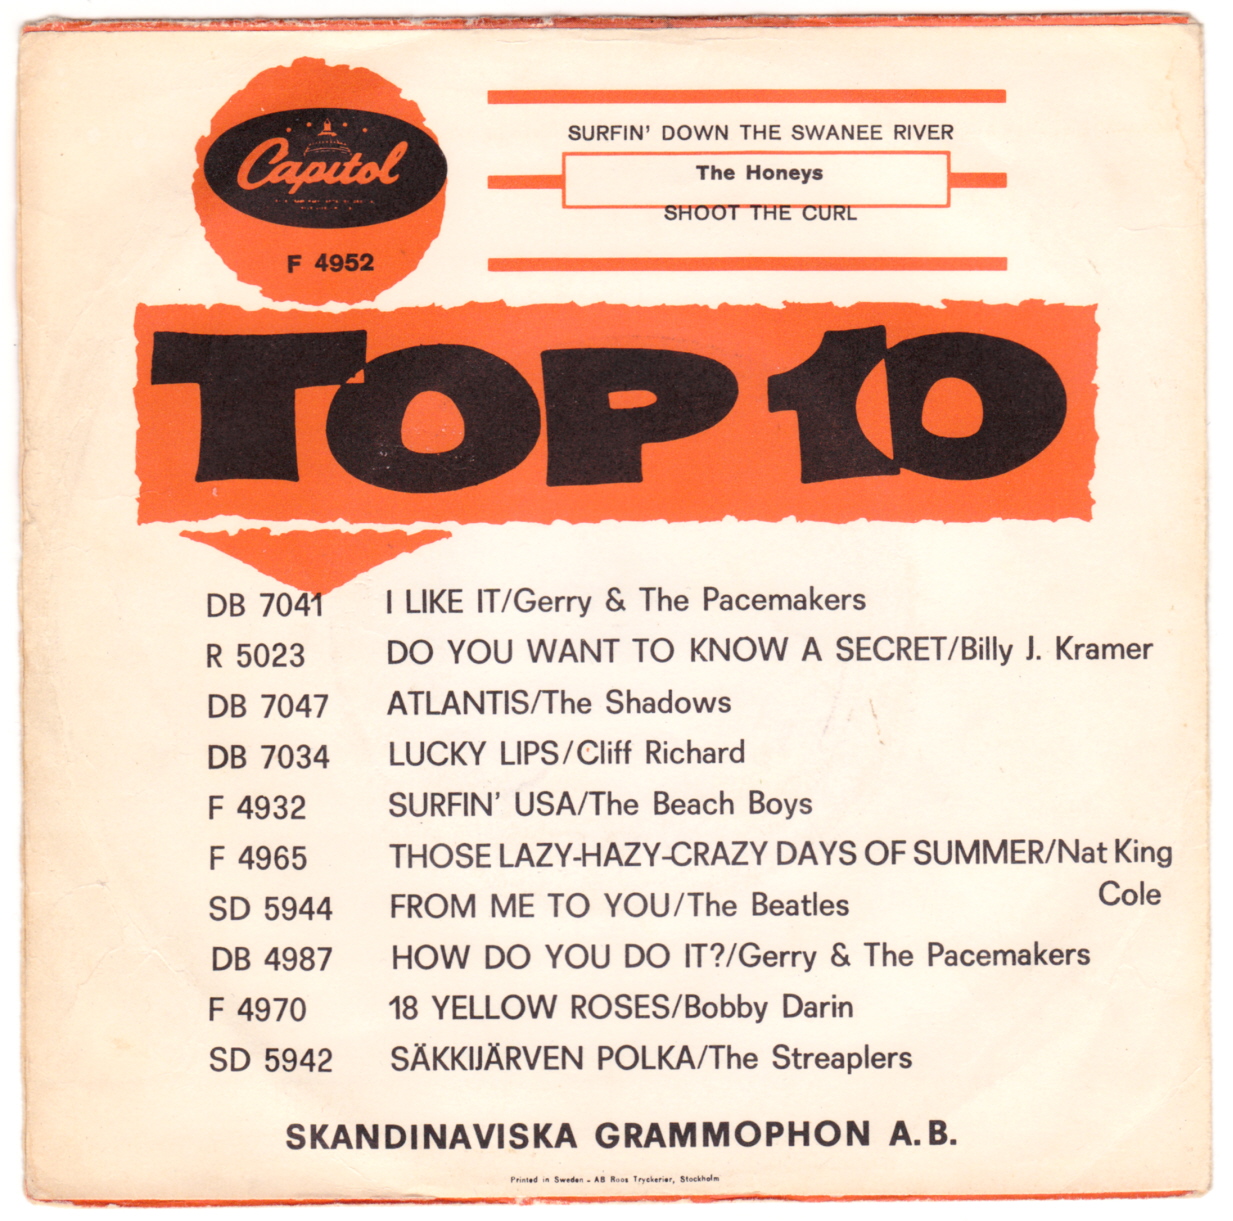 Capitol
F 4952
SURFIN' DOWN THE SWANEE RIVER
The Honeys
SHOOT THE CURL
TOP 10
DB 7041 I LIKE IT/Gerry & The Pacemakers
R 5023 DO YOU WANT TO KNOW A SECRET/Billy J. Kramer
DB 7047 ATLANTIS/The Shadows
DB 7034 LUCKY LIPS/Cliff Richard
F 4932 SURFIN' USA/The Beach Boys
F 4965 THOSE LAZY-HAZY-CRAZY DAYS OF SUMMER/Nat King
Cole
SD 5944 FROM ME TO YOU/The Beatles
DB 4987 HOW DO YOU DO IT?/Gerry & The Pacemakers
F 4970 18 YELLOW ROSES/Bobby Darin
SD 5942 SÄKKIJÄRVEN POLKA/The Streaplers
SKANDINAVISKA GRAMMOPHON A.B.
Printed in Sweden - AB Roos Tryckerier, Stockholm